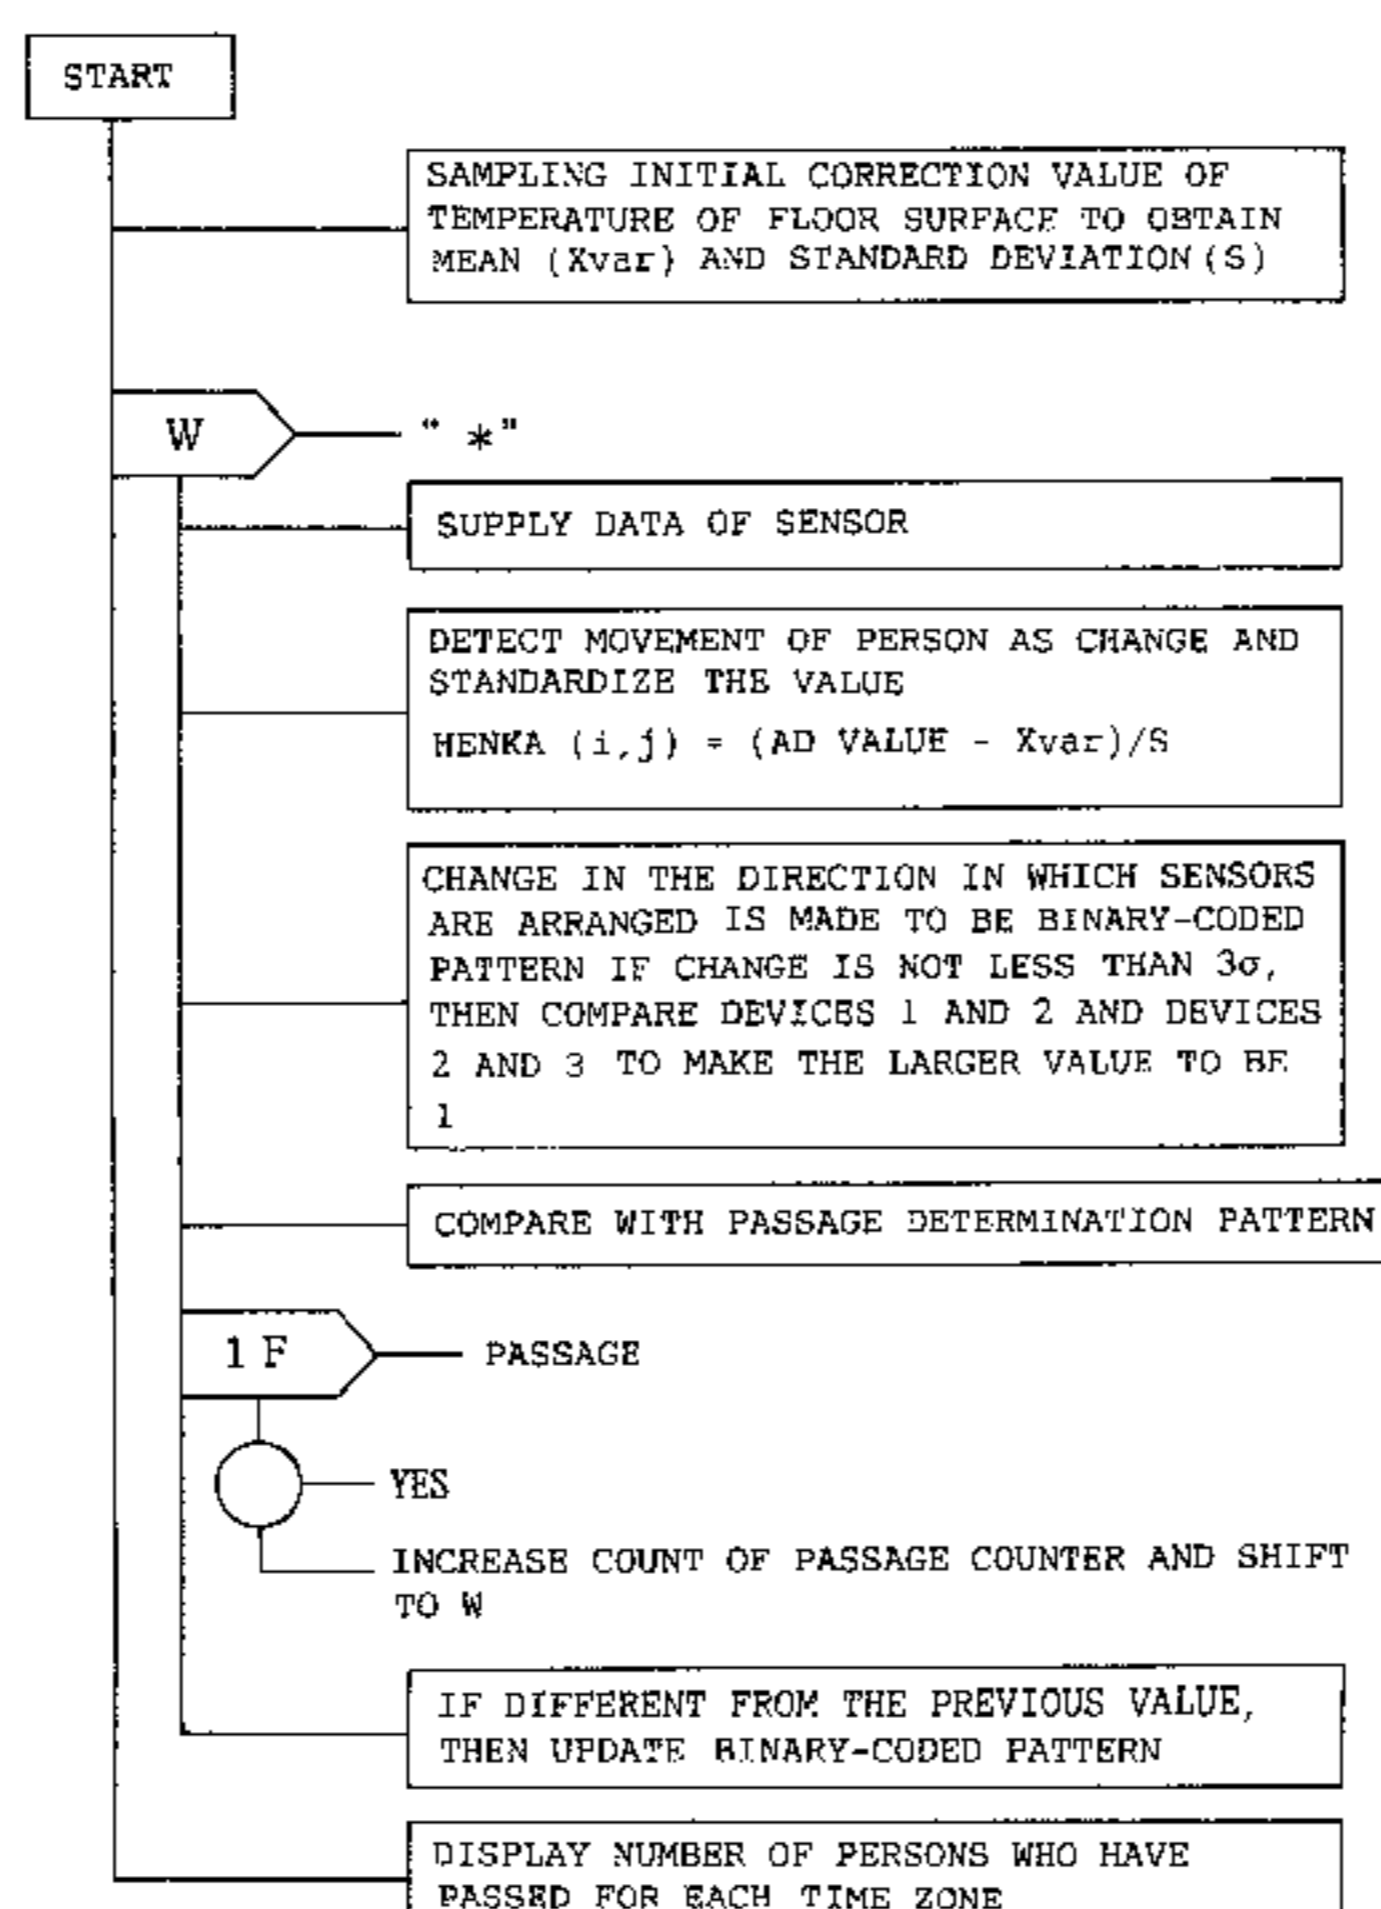 START
SAMPLING INITIAL CORRECTION VALUE OF
TEMPERATURE OF FLOOR SURFACE TO OBTAIN
MEAN (Xvar) AND STANDARD DEVIATION(S)
W
" *"
SUPPLY DATA OF SENSOR
DETECT MOVEMENT OF PERSON AS CHANGE AND
STANDARDIZE THE VALUE
HENKA (i,j) = (AD VALUE - Xvar)/S
CHANGE IN THE DIRECTION IN WHICH SENSORS
ARE ARRANGED IS MADE TO BE BINARY-CODED
PATTERN IF CHANGE IS NOT LESS THAN 3σ,
THEN COMPARE DEVICES 1 AND 2 AND DEVICES
2 AND 3 TO MAKE THE LARGER VALUE TO BE
1
COMPARE WITH PASSAGE DETERMINATION PATTERN
1 F
PASSAGE
YES
INCREASE COUNT OF PASSAGE COUNTER AND SHIFT
TO W
IF DIFFERENT FROM THE PREVIOUS VALUE,
THEN UPDATE BINARY-CODED PATTERN
DISPLAY NUMBER OF PERSONS WHO HAVE
PASSED FOR EACH TIME ZONE